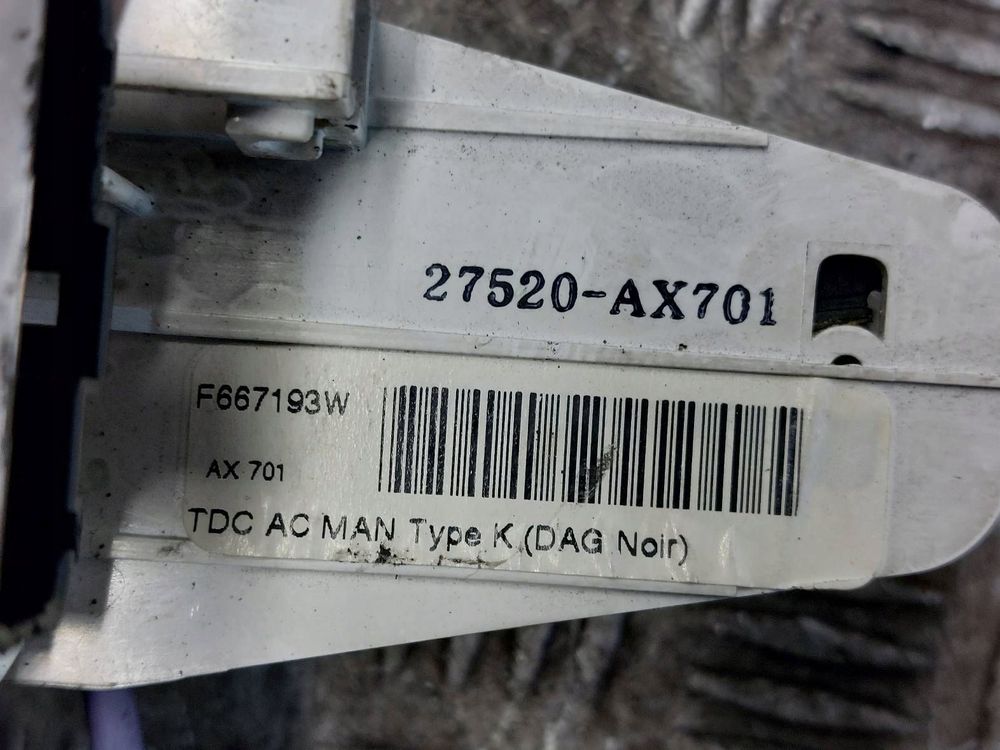 27520-AX701
F667193W
AX 701
TDC AC MAN Type K (DAG Noir)